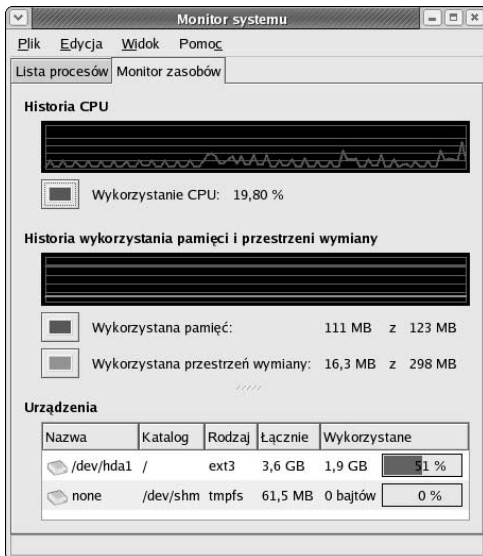 Monitor systemu
Plik Edycja Widok Pomoc
Lista procesów Monitor zasobów
Historia CPU
Wykorzystanie CPU: 19,80 %
Historia wykorzystania pamięci i przestrzeni wymiany
Wykorzystana pamięć: 111 MB z 123 MB
Wykorzystana przestrzeń wymiany: 16,3 MB z 298 MB
Urządzenia
Nazwa Katalog Rodzaj Łącznie Wykorzystane
/dev/hda1 / ext3 3,6 GB 1,9 GB 51 %
none /dev/shm tmpfs 61,5 MB 0 bajtów 0 %